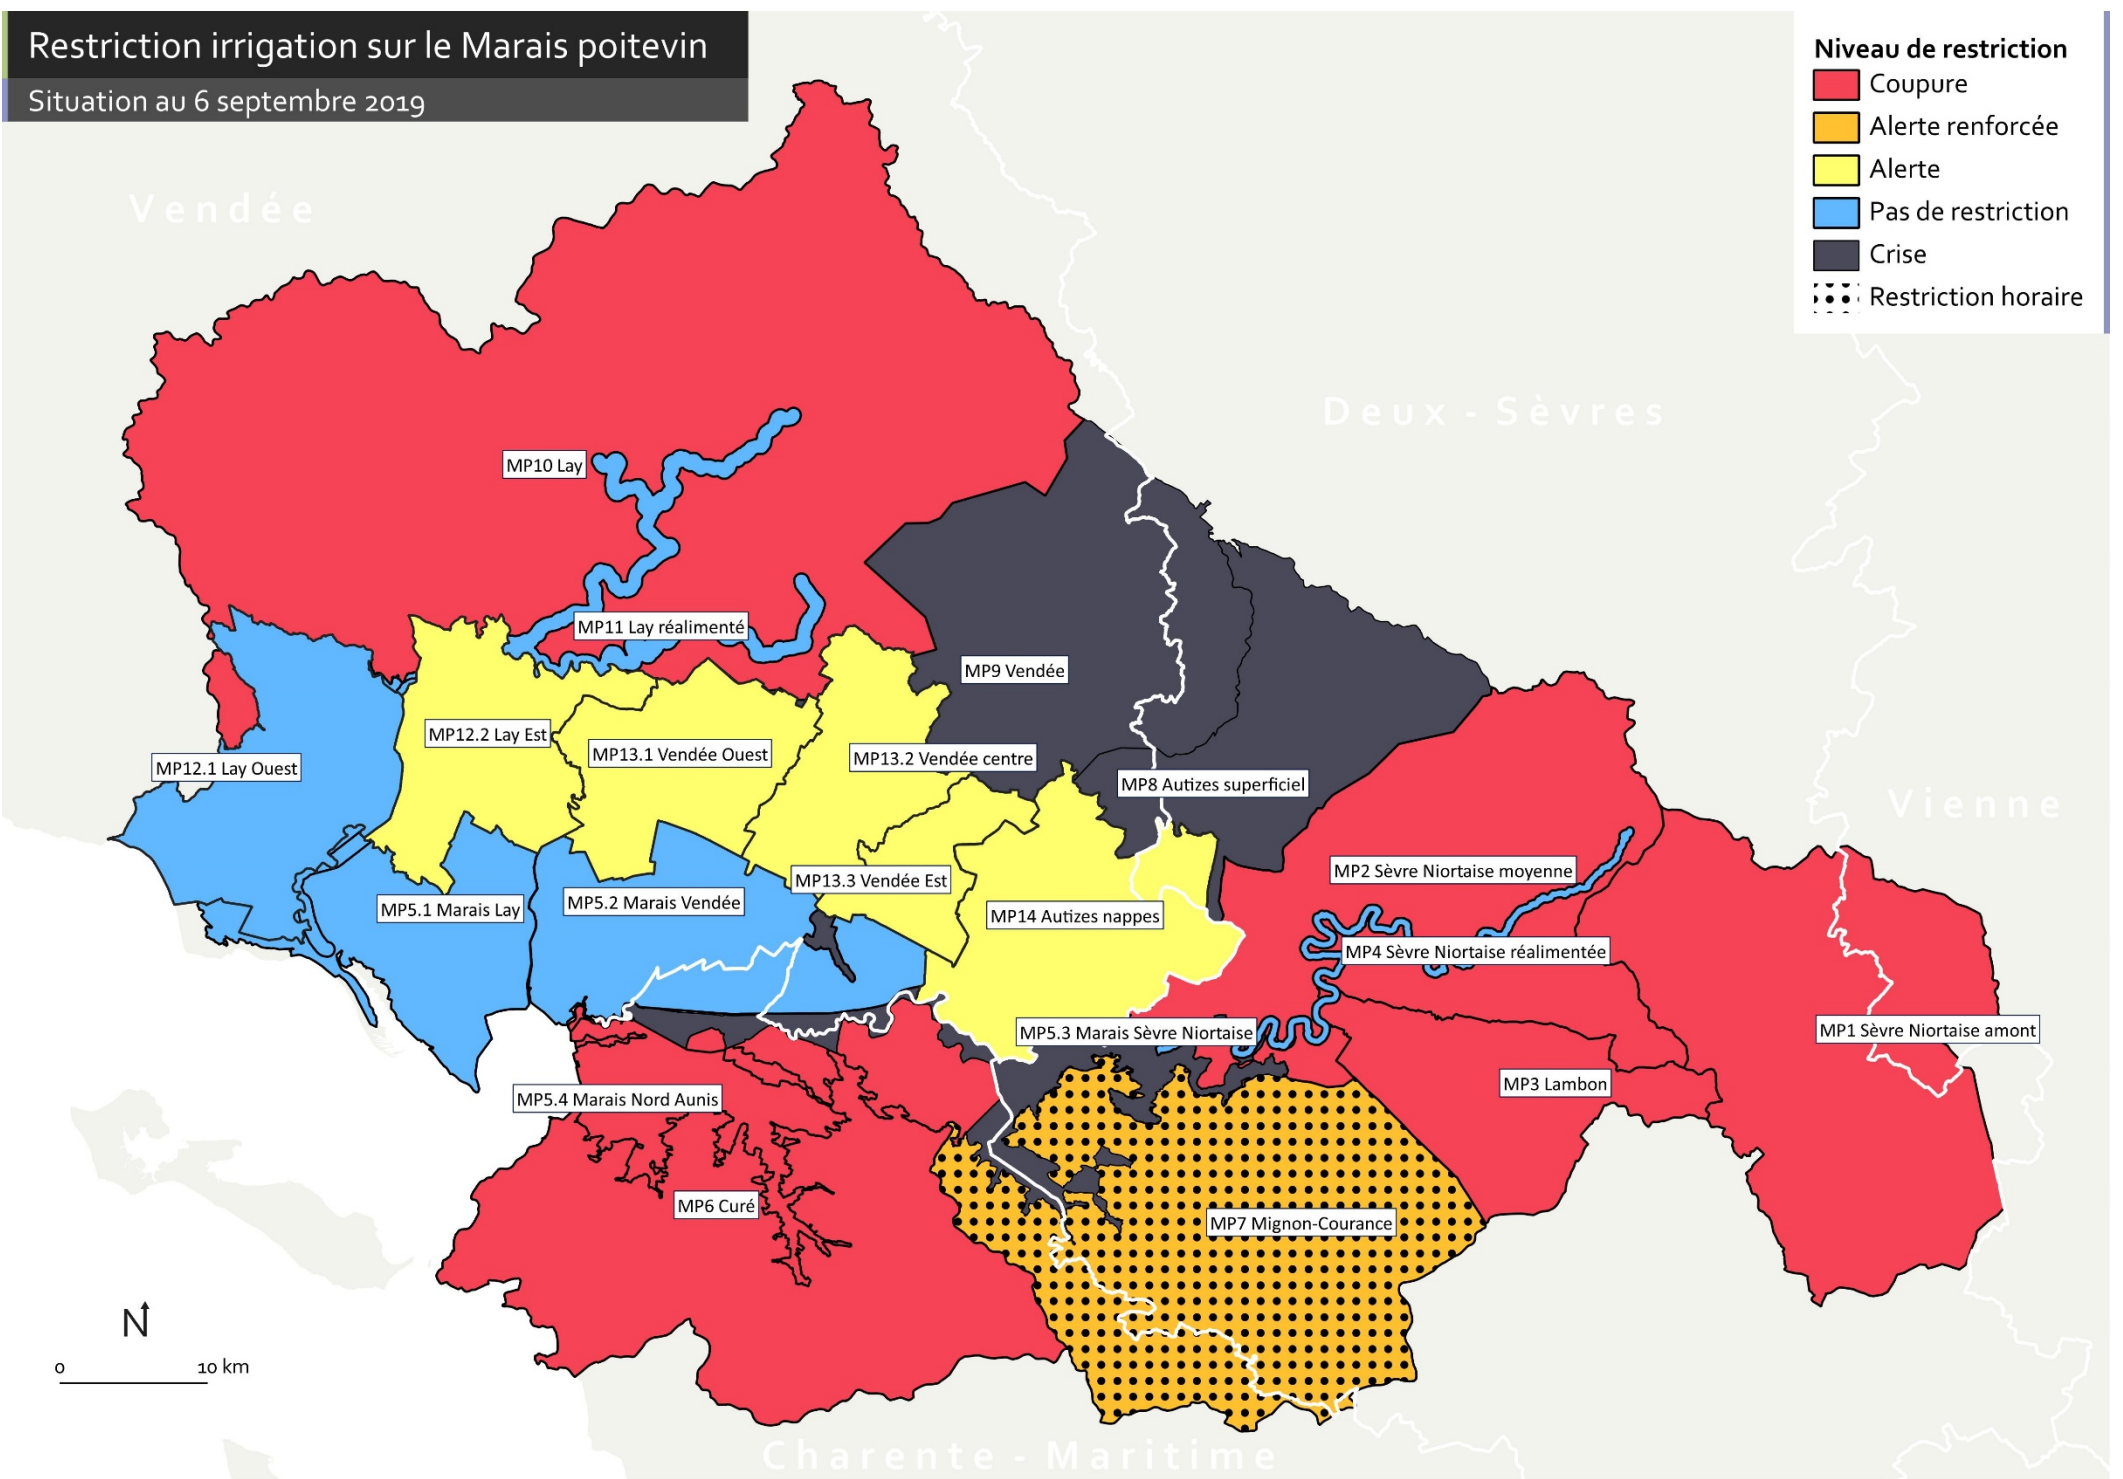 Restriction irrigation sur le Marais poitevin
Situation au 6 septembre 2019
Niveau de restriction
Coupure
Alerte renforcée
Alerte
Pas de restriction
Crise
Restriction horaire
Vendée
Deux - Sèvres
MP10 Lay
MP11 Lay réalimenté
MP9 Vendée
MP12.2 Lay Est
MP13.1 Vendée Ouest
MP13.2 Vendée centre
MP12.1 Lay Ouest
MP8 Autizes superficiel
Vienne
MP2 Sèvre Niortaise moyenne
MP13.3 Vendée Est
MP5.1 Marais Lay
MP5.2 Marais Vendée
MP14 Autizes nappes
MP4 Sèvre Niortaise réalimentée
MP5.3 Marais Sèvre Niortaise
MP1 Sèvre Niortaise amont
MP3 Lambon
MP5.4 Marais Nord Aunis
MP6 Curé
MP7 Mignon-Courance
N
0 10 km
Charente - Maritime